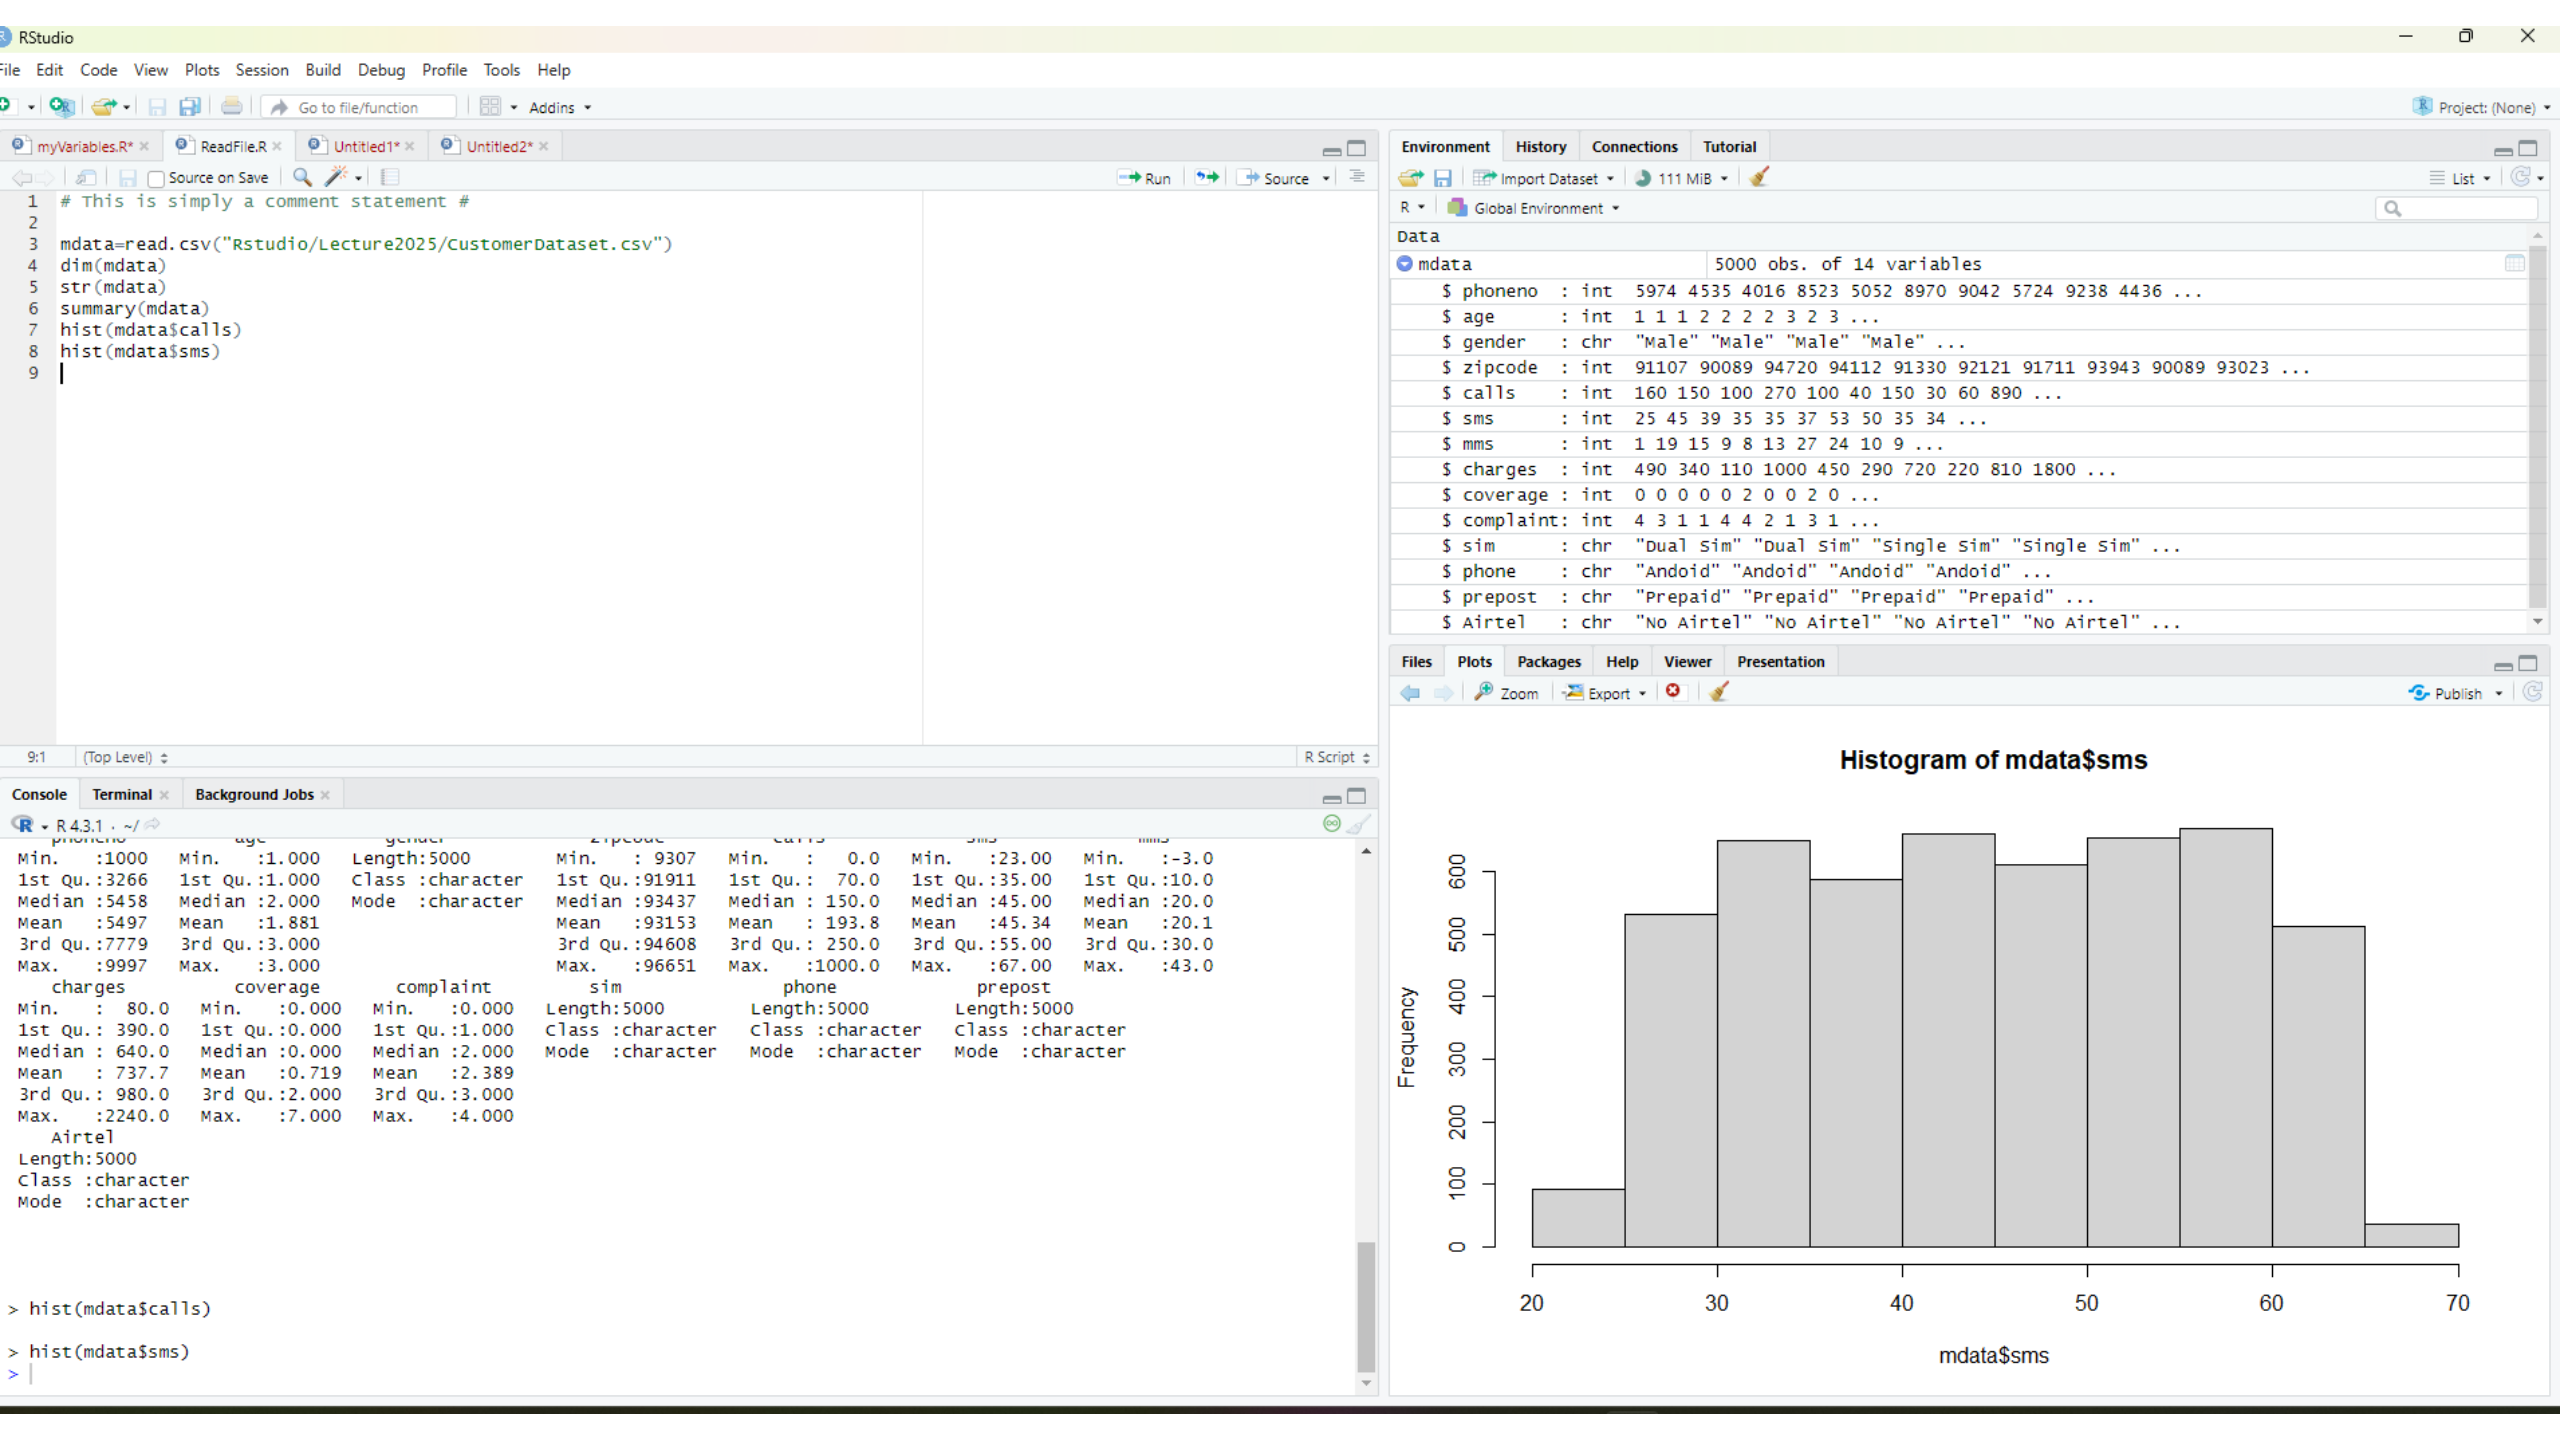 RStudio
File Edit Code View Plots Session Build Debug Profile Tools Help
Go to file/function Addins Project: (None)
myVariables.R* ReadFile.R Untitled1* Untitled2*
Source on Save Run Source
1 # This is simply a comment statement #
2
3 mdata=read.csv("Rstudio/Lecture2025/CustomerDataset.csv")
4 dim(mdata)
5 str(mdata)
6 summary(mdata)
7 hist(mdata$calls)
8 hist(mdata$sms)
9
9:1 (Top Level) R Script
Console Terminal Background Jobs
R 4.3.1 · ~/
phoneno age gender zipcode calls sms mms
Min. :1000 Min. :1.000 Length:5000 Min. : 9307 Min. : 0.0 Min. :23.00 Min. :-3.0
1st Qu.:3266 1st Qu.:1.000 Class :character 1st Qu.:91911 1st Qu.: 70.0 1st Qu.:35.00 1st Qu.:10.0
Median :5458 Median :2.000 Mode :character Median :93437 Median : 150.0 Median :45.00 Median :20.0
Mean :5497 Mean :1.881 Mean :93153 Mean : 193.8 Mean :45.34 Mean :20.1
3rd Qu.:7779 3rd Qu.:3.000 3rd Qu.:94608 3rd Qu.: 250.0 3rd Qu.:55.00 3rd Qu.:30.0
Max. :9997 Max. :3.000 Max. :96651 Max. :1000.0 Max. :67.00 Max. :43.0
charges coverage complaint sim phone prepost
Min. : 80.0 Min. :0.000 Min. :0.000 Length:5000 Length:5000 Length:5000
1st Qu.: 390.0 1st Qu.:0.000 1st Qu.:1.000 Class :character Class :character Class :character
Median : 640.0 Median :0.000 Median :2.000 Mode :character Mode :character Mode :character
Mean : 737.7 Mean :0.719 Mean :2.389
3rd Qu.: 980.0 3rd Qu.:2.000 3rd Qu.:3.000
Max. :2240.0 Max. :7.000 Max. :4.000
Airtel
Length:5000
Class :character
Mode :character
> hist(mdata$calls)
> hist(mdata$sms)
>
Environment History Connections Tutorial
Import Dataset 111 MiB List
R Global Environment
Data
mdata 5000 obs. of 14 variables
$ phoneno : int 5974 4535 4016 8523 5052 8970 9042 5724 9238 4436 ...
$ age : int 1 1 1 2 2 2 2 3 2 3 ...
$ gender : chr "Male" "Male" "Male" "Male" ...
$ zipcode : int 91107 90089 94720 94112 91330 92121 91711 93943 90089 93023 ...
$ calls : int 160 150 100 270 100 40 150 30 60 890 ...
$ sms : int 25 45 39 35 35 37 53 50 35 34 ...
$ mms : int 1 19 15 9 8 13 27 24 10 9 ...
$ charges : int 490 340 110 1000 450 290 720 220 810 1800 ...
$ coverage : int 0 0 0 0 0 2 0 0 2 0 ...
$ complaint: int 4 3 1 1 4 4 2 1 3 1 ...
$ sim : chr "Dual Sim" "Dual Sim" "Single Sim" "Single Sim" ...
$ phone : chr "Andoid" "Andoid" "Andoid" "Andoid" ...
$ prepost : chr "Prepaid" "Prepaid" "Prepaid" "Prepaid" ...
$ Airtel : chr "No Airtel" "No Airtel" "No Airtel" "No Airtel" ...
Files Plots Packages Help Viewer Presentation
Zoom Export Publish
Histogram of mdata$sms
Frequency
600
500
400
300
200
100
0
20 30 40 50 60 70
mdata$sms